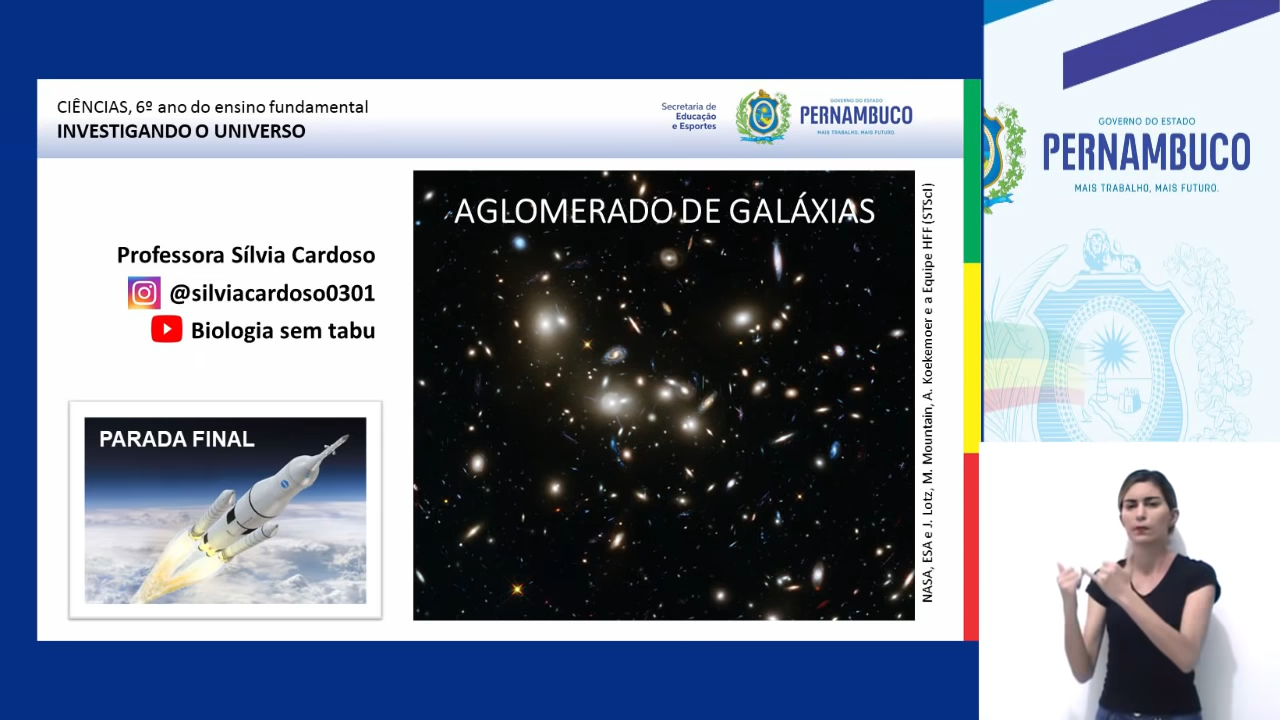 CIÊNCIAS, 6º ano do ensino fundamental
INVESTIGANDO O UNIVERSO
Secretaria de
Educação
e Esportes
GOVERNO DO ESTADO
PERNAMBUCO
MAIS TRABALHO, MAIS FUTURO.
Professora Sílvia Cardoso
@silviacardoso0301
Biologia sem tabu
PARADA FINAL
AGLOMERADO DE GALÁXIAS
NASA, ESA e J. Lotz, M. Mountain, A. Koekemoer e a Equipe HFF (STScI)
GOVERNO DO ESTADO
PERNAMBUCO
MAIS TRABALHO, MAIS FUTURO.